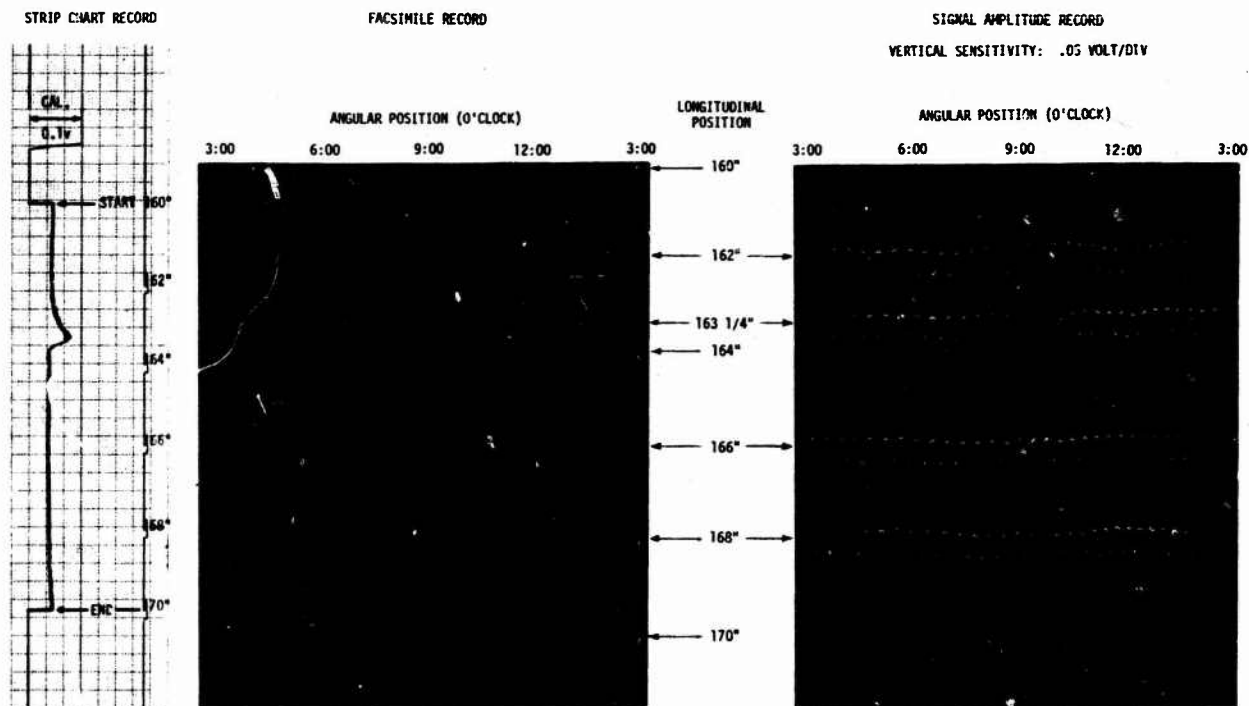 STRIP CHART RECORD
FACSIMILE RECORD
SIGNAL AMPLITUDE RECORD
VERTICAL SENSITIVITY: .05 VOLT/DIV
CAL.
0.1v
START 160"
162"
164"
166"
168"
END 170"
ANGULAR POSITION (O'CLOCK)
3:00 6:00 9:00 12:00 3:00
LONGITUDINAL
POSITION
160"
162"
163 1/4"
164"
166"
168"
170"
ANGULAR POSITION (O'CLOCK)
3:00 6:00 9:00 12:00 3:00